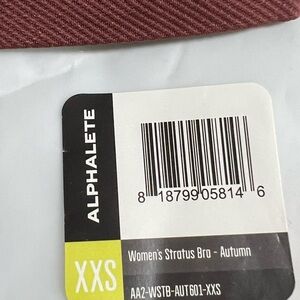 ALPHALETE
8 18799 05814 6
XXS
Women's Stratus Bra - Autumn
AA2-WSTB-AUT601-XXS